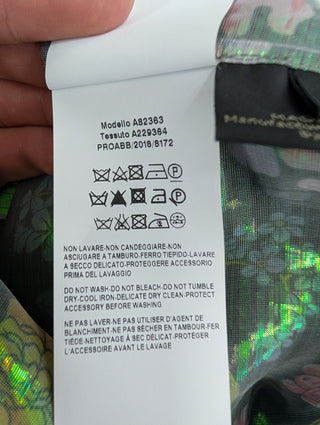 Modello A82363
Tessuto A229364
PROABB/2018/8172
NON LAVARE-NON CANDEGGIARE-NON
ASCIUGARE A TAMBURO-FERRO TIEPIDO-LAVARE
A SECCO DELICATO-PROTEGGERE ACCESSORIO
PRIMA DEL LAVAGGIO
DO NOT WASH-DO NOT BLEACH-DO NOT TUMBLE
DRY-COOL IRON-DELICATE DRY CLEAN-PROTECT
ACCESSORY BEFORE WASHING
NE PAS LAVER-NE PAS UTILISER D'AGENT DE
BLANCHIMENT-NE PAS SÉCHER EN TAMBOUR-FER
TIÉDE-NETTOYAGE À SEC DÉLICAT-PROTÉGER
L'ACCESSOIRE AVANT LE LAVAGE